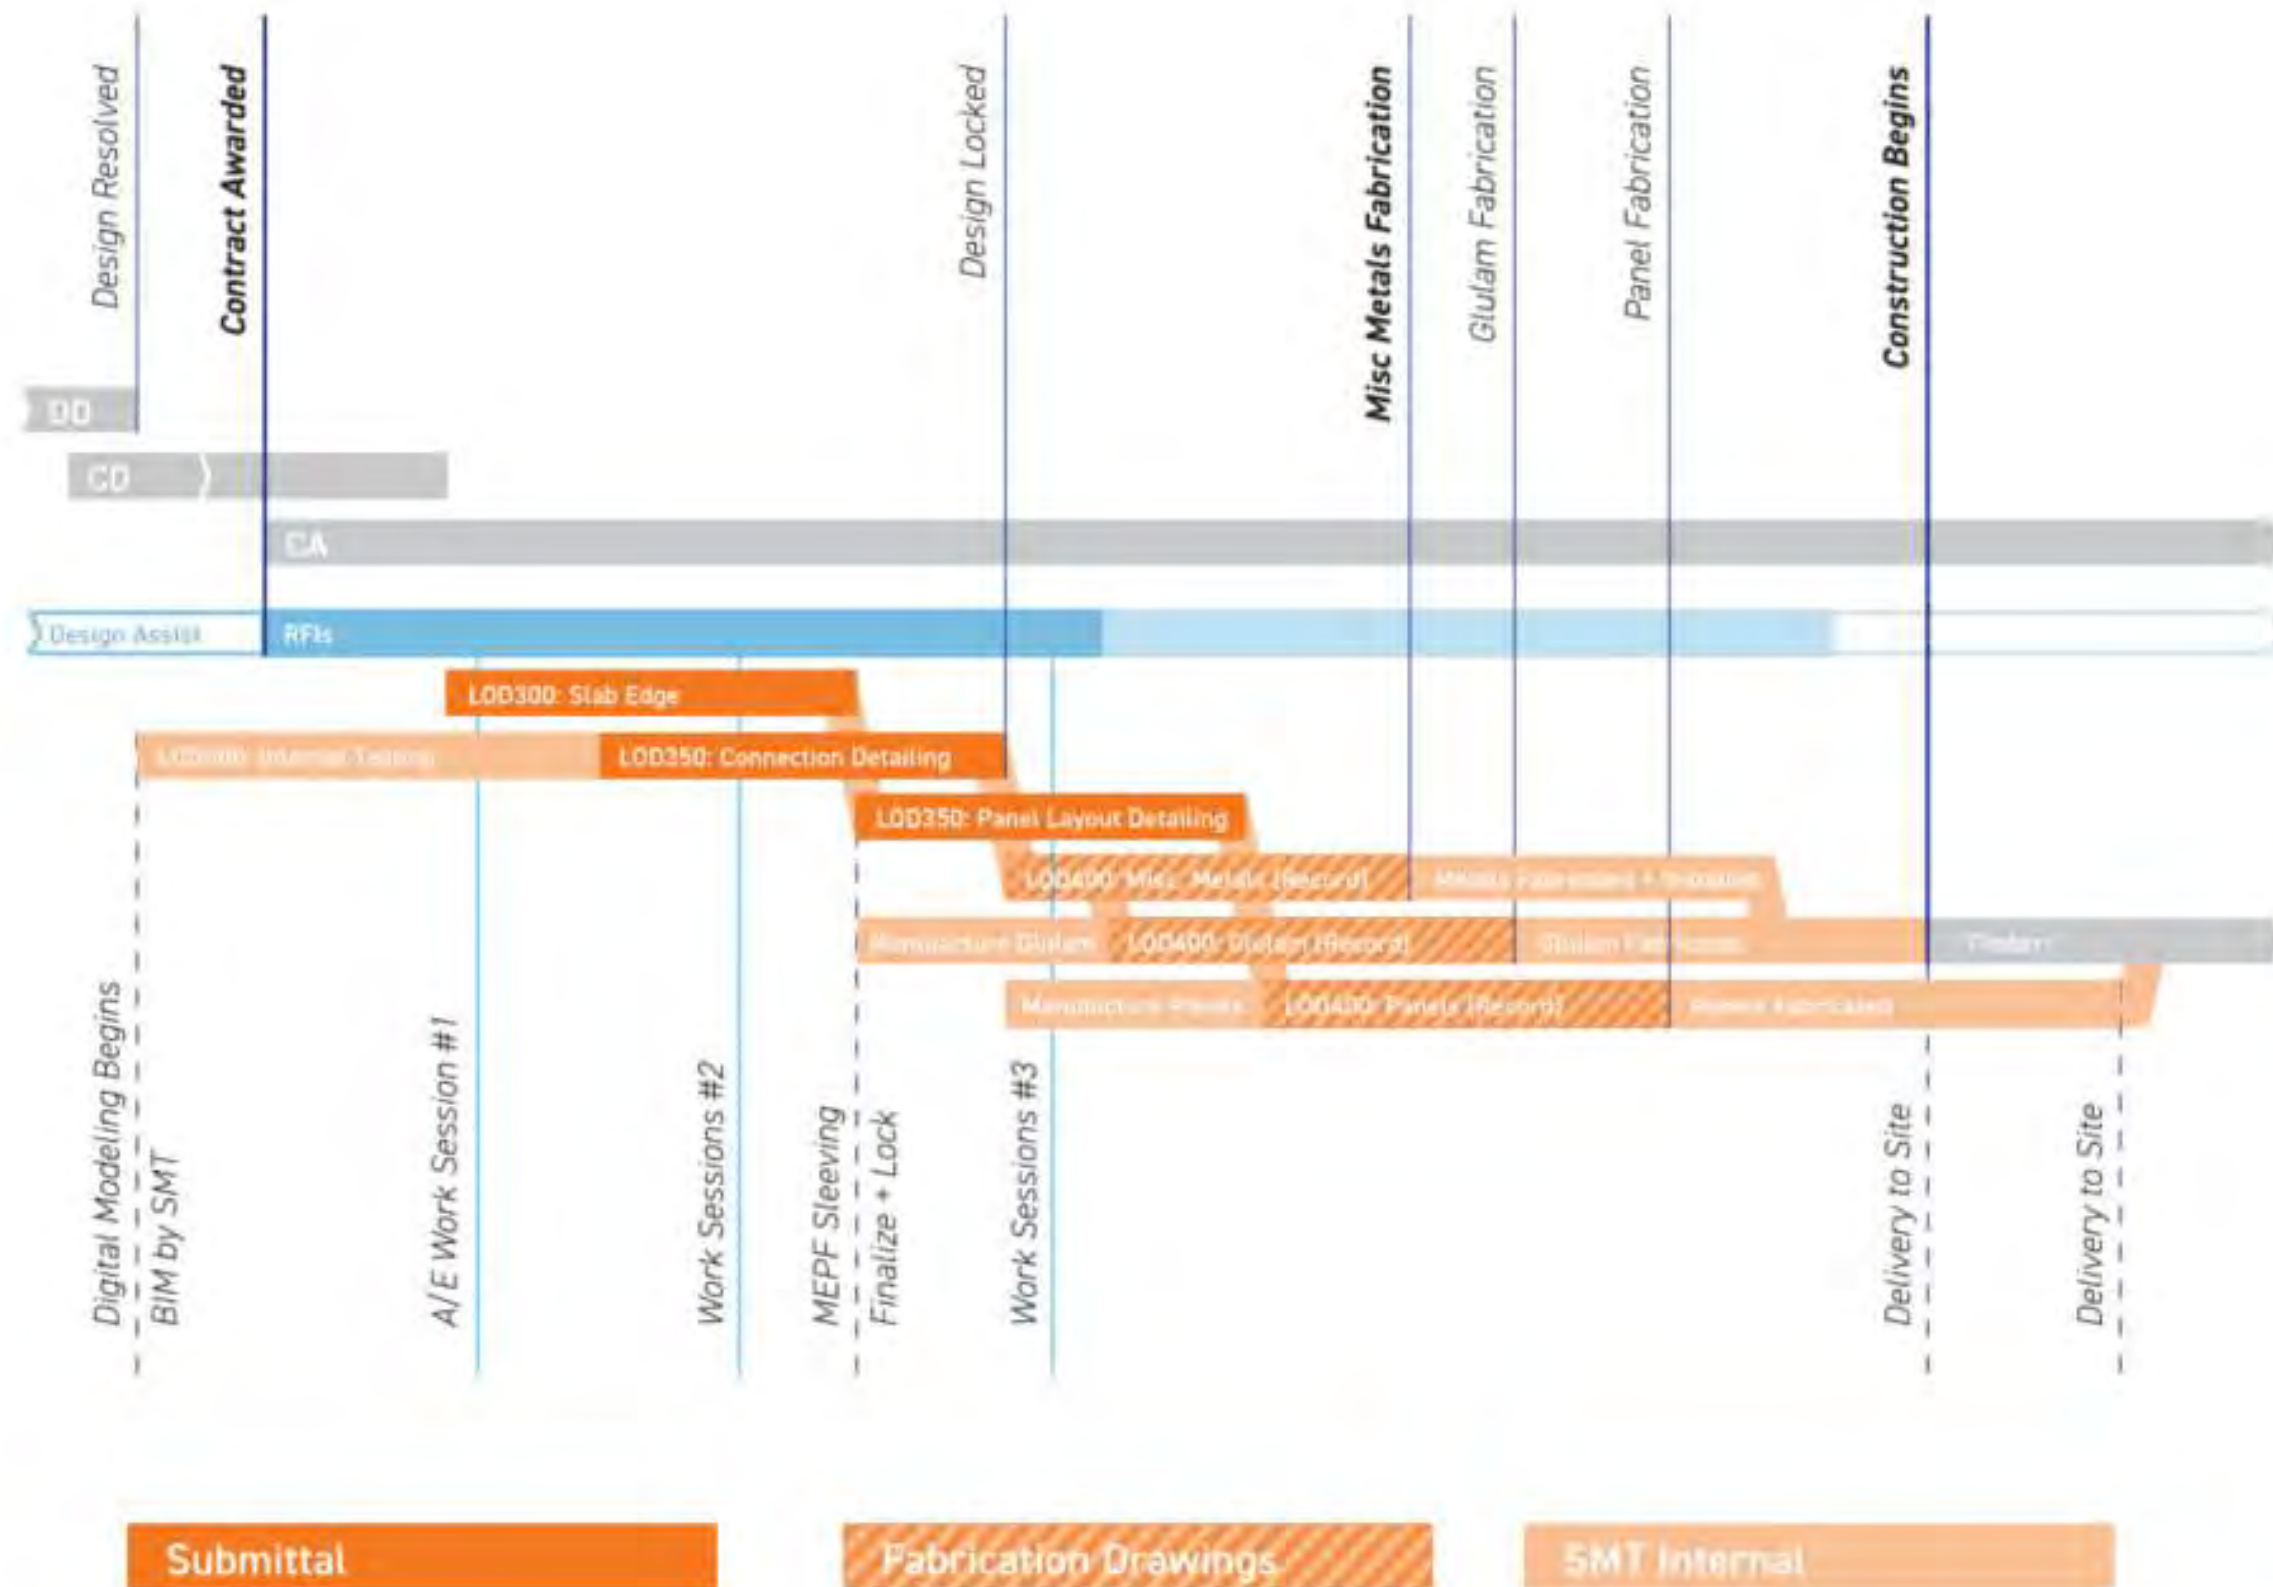 Design Resolved
Contract Awarded
Design Locked
Misc Metals Fabrication
Glulam Fabrication
Panel Fabrication
Construction Begins
DD
CD
CA
Design Assist
RFIs
LOD300: Slab Edge
LOD350: Connection Detailing
LOD350: Panel Layout Detailing
LOD400: Misc. Metals (Record)
Manufacture Glulam
LOD400: Glulam (Record)
Glulam Fabricated
Timber
Manufacture Panels
LOD400: Panels (Record)
Panels Fabricated
Digital Modeling Begins
BIM by SMT
A/E Work Session #1
Work Sessions #2
MEPF Sleeving
Finalize + Lock
Work Sessions #3
Delivery to Site
Delivery to Site
Submittal
Fabrication Drawings
SMT Internal